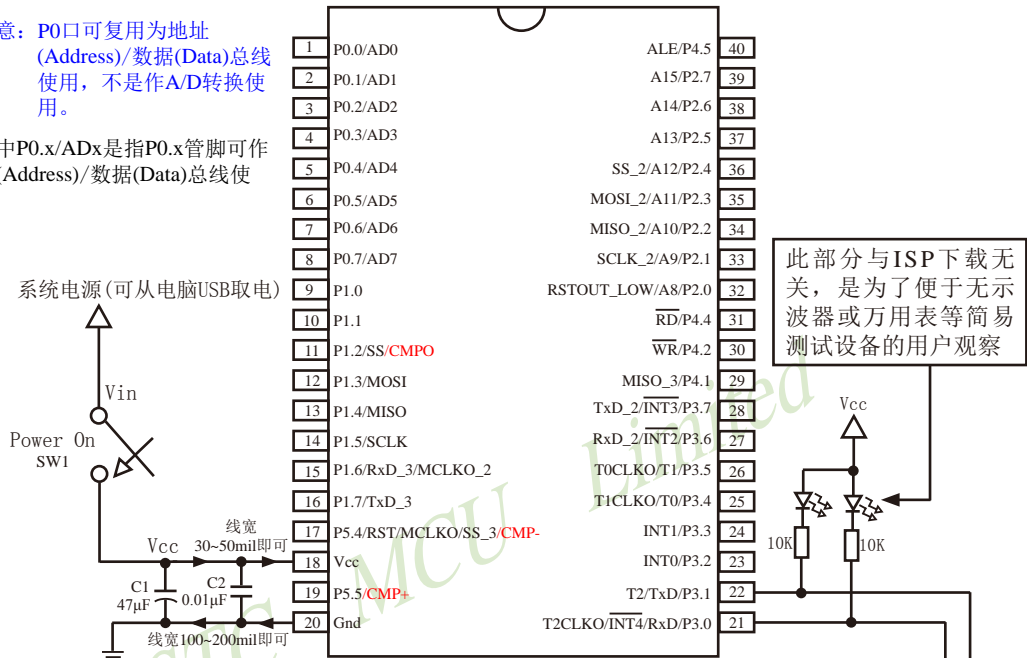 意：P0口可复用为地址
(Address)/数据(Data)总线
使用，不是作A/D转换使
用。
中P0.x/ADx是指P0.x管脚可作
(Address)/数据(Data)总线使
1 P0.0/AD0
2 P0.1/AD1
3 P0.2/AD2
4 P0.3/AD3
5 P0.4/AD4
6 P0.5/AD5
7 P0.6/AD6
8 P0.7/AD7
9 P1.0
10 P1.1
11 P1.2/SS/CMPO
12 P1.3/MOSI
13 P1.4/MISO
14 P1.5/SCLK
15 P1.6/RxD_3/MCLKO_2
16 P1.7/TxD_3
17 P5.4/RST/MCLKO/SS_3/CMP-
18 Vcc
19 P5.5/CMP+
20 Gnd
ALE/P4.5 40
A15/P2.7 39
A14/P2.6 38
A13/P2.5 37
SS_2/A12/P2.4 36
MOSI_2/A11/P2.3 35
MISO_2/A10/P2.2 34
SCLK_2/A9/P2.1 33
RSTOUT_LOW/A8/P2.0 32
RD/P4.4 31
WR/P4.2 30
MISO_3/P4.1 29
TxD_2/INT3/P3.7 28
RxD_2/INT2/P3.6 27
T0CLKO/T1/P3.5 26
T1CLKO/T0/P3.4 25
INT1/P3.3 24
INT0/P3.2 23
T2/TxD/P3.1 22
T2CLKO/INT4/RxD/P3.0 21
系统电源(可从电脑USB取电)
Vin
Power On
SW1
线宽
Vcc 30~50mil即可
C1
47μF
C2
0.01μF
线宽100~200mil即可
此部分与ISP下载无
关，是为了便于无示
波器或万用表等简易
测试设备的用户观察
Vcc
10K
10K
STC MCU Limited